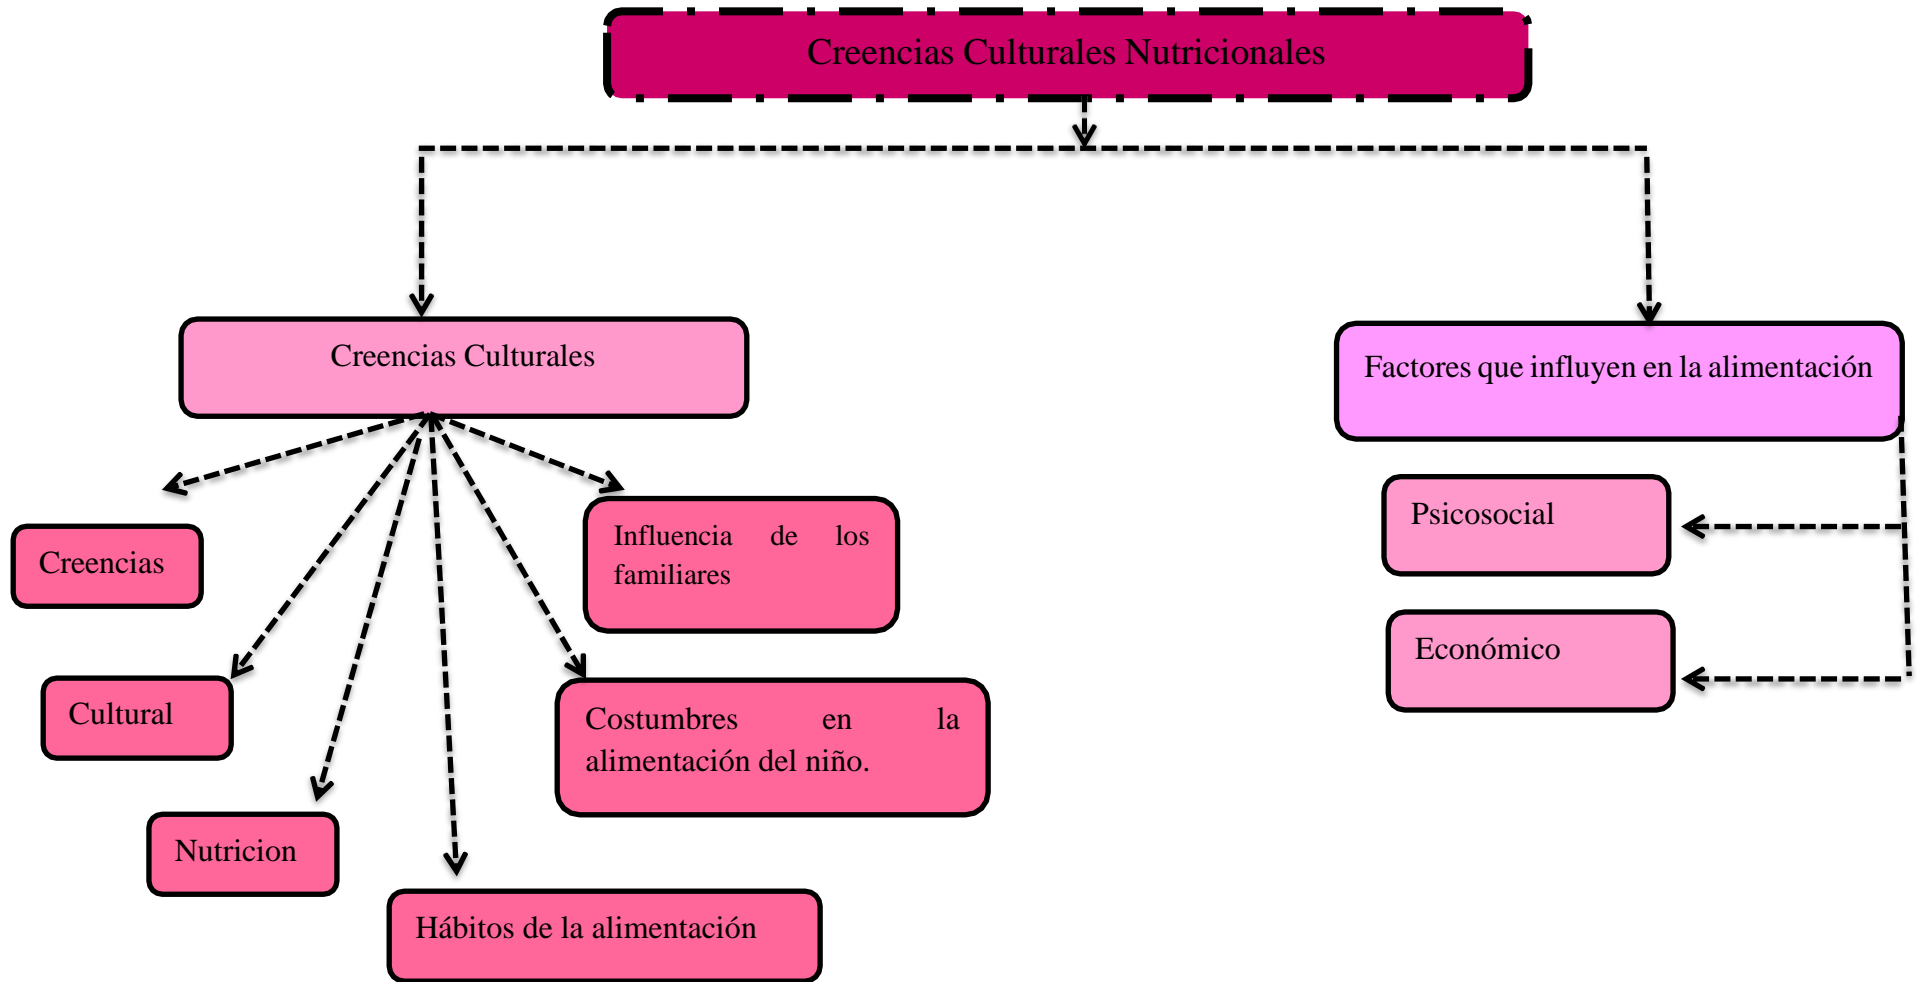 Creencias Culturales Nutricionales
Creencias Culturales
Factores que influyen en la alimentación
Creencias
Cultural
Nutricion
Hábitos de la alimentación
Costumbres en la
alimentación del niño.
Influencia de los
familiares
Psicosocial
Económico